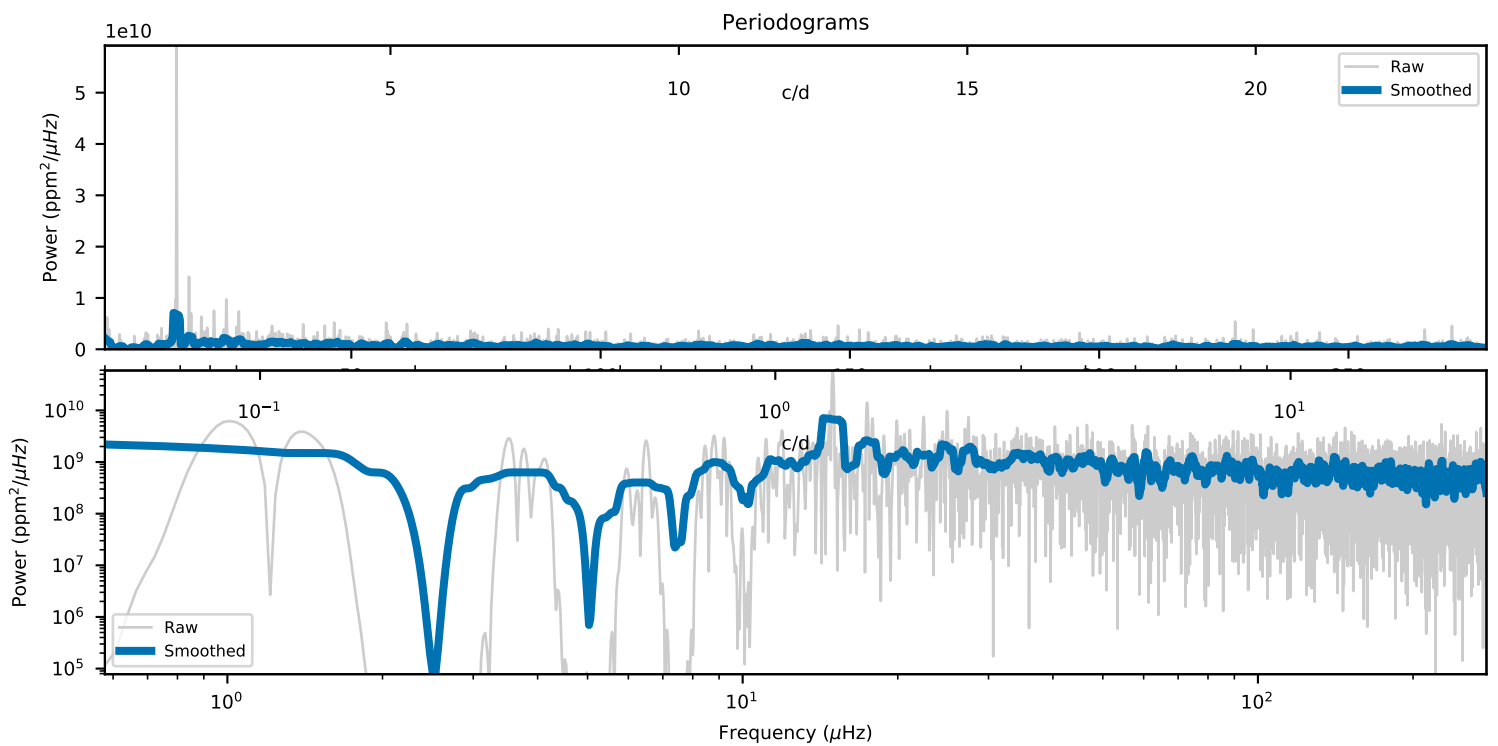 Periodograms
1e10
Power (ppm²/μHz)
5
4
3
2
1
0
5 10 15 20
c/d
Raw
Smoothed
10⁻¹ 10⁰ 10¹
c/d
Power (ppm²/μHz)
10¹⁰
10⁹
10⁸
10⁷
10⁶
10⁵
Raw
Smoothed
10⁰ 10¹ 10²
Frequency (μHz)